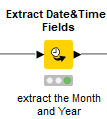 Extract Date&Time
Fields
extract the Month
and Year